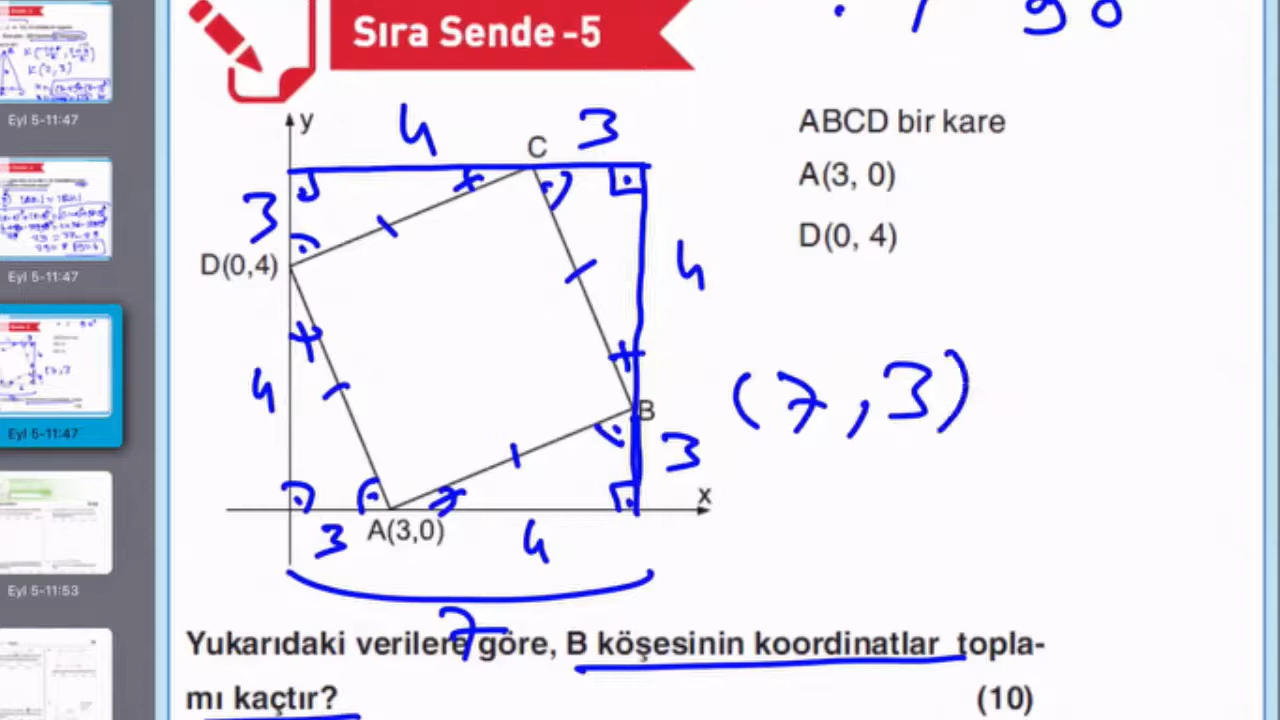 Sıra Sende -5
90
y
4
3
C
ABCD bir kare
A(3, 0)
D(0, 4)
3
D(0,4)
4
4
(7,3)
B
3
x
A(3,0)
3
4
7
Yukarıdaki verilere göre, B köşesinin koordinatlar topla-
mı kaçtır? (10)
Eyl 5-11:47
Eyl 5-11:47
Eyl 5-11:47
Eyl 5-11:53